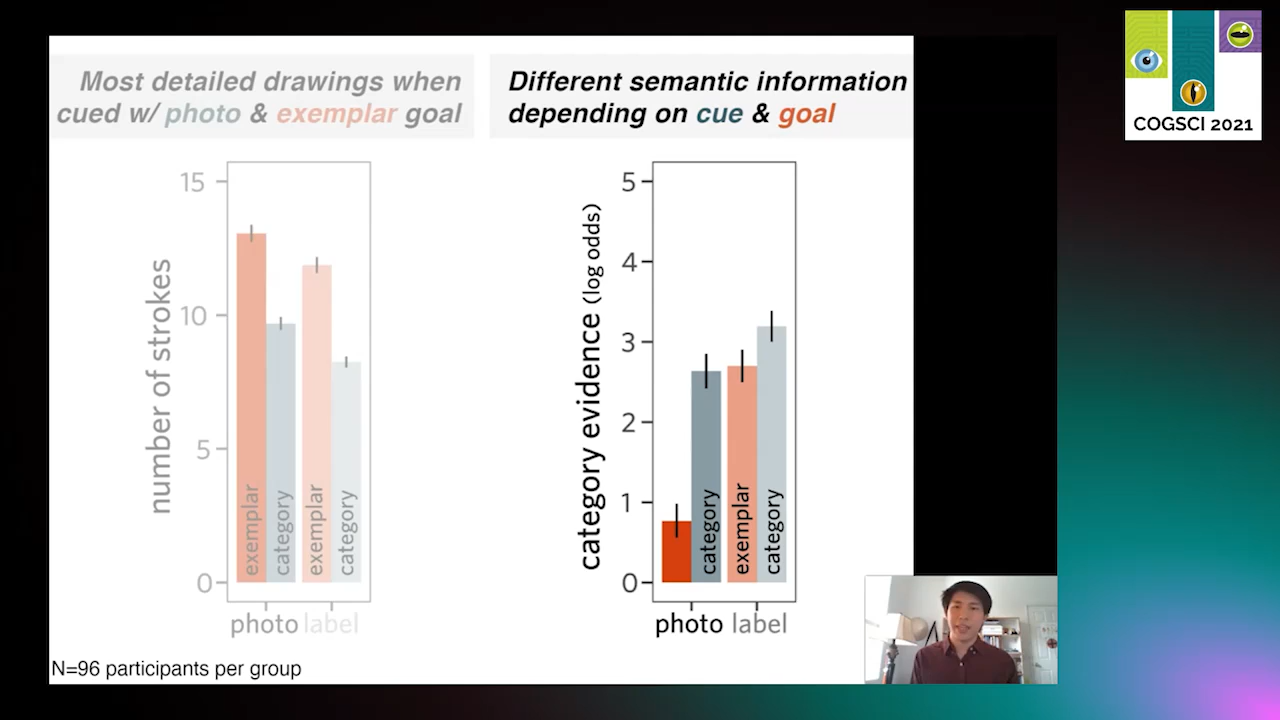 Most detailed drawings when
cued w/ photo & exemplar goal
Different semantic information
depending on cue & goal
15
10
5
0
number of strokes
exemplar
category
exemplar
category
photo label
5
4
3
2
1
0
category evidence (log odds)
category
exemplar
category
photo label
N=96 participants per group
COGSCI 2021